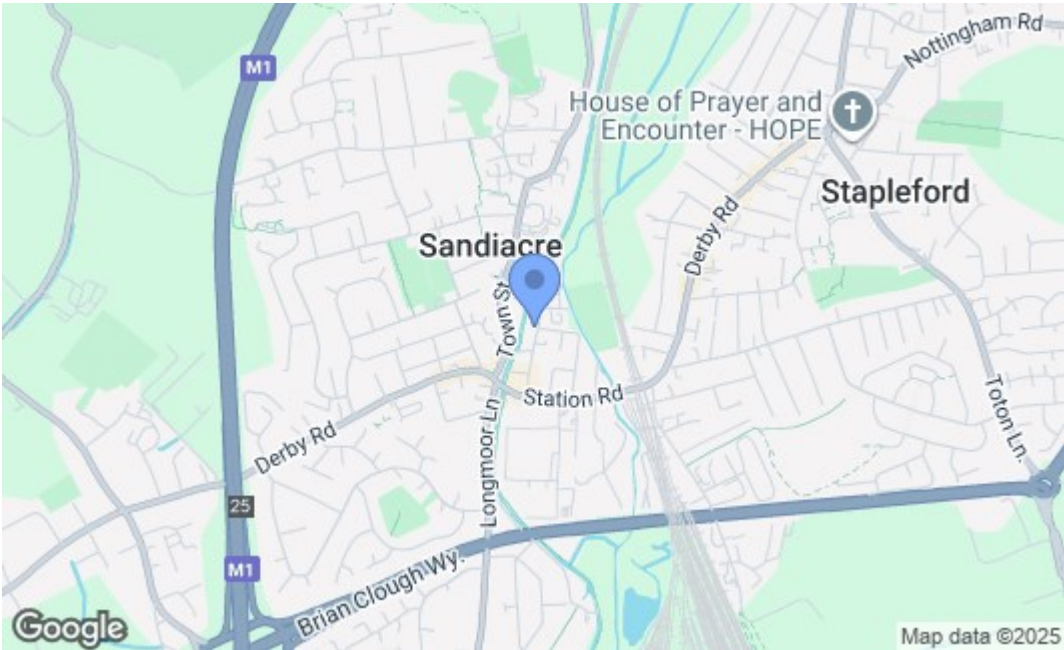 M1
Nottingham Rd
House of Prayer and
Encounter - HOPE
Stapleford
Derby Rd
Sandiacre
Town St
Station Rd
Toton Ln.
Derby Rd
Longmoor Ln
25
M1
Brian Clough Wy.
Google
Map data ©2025